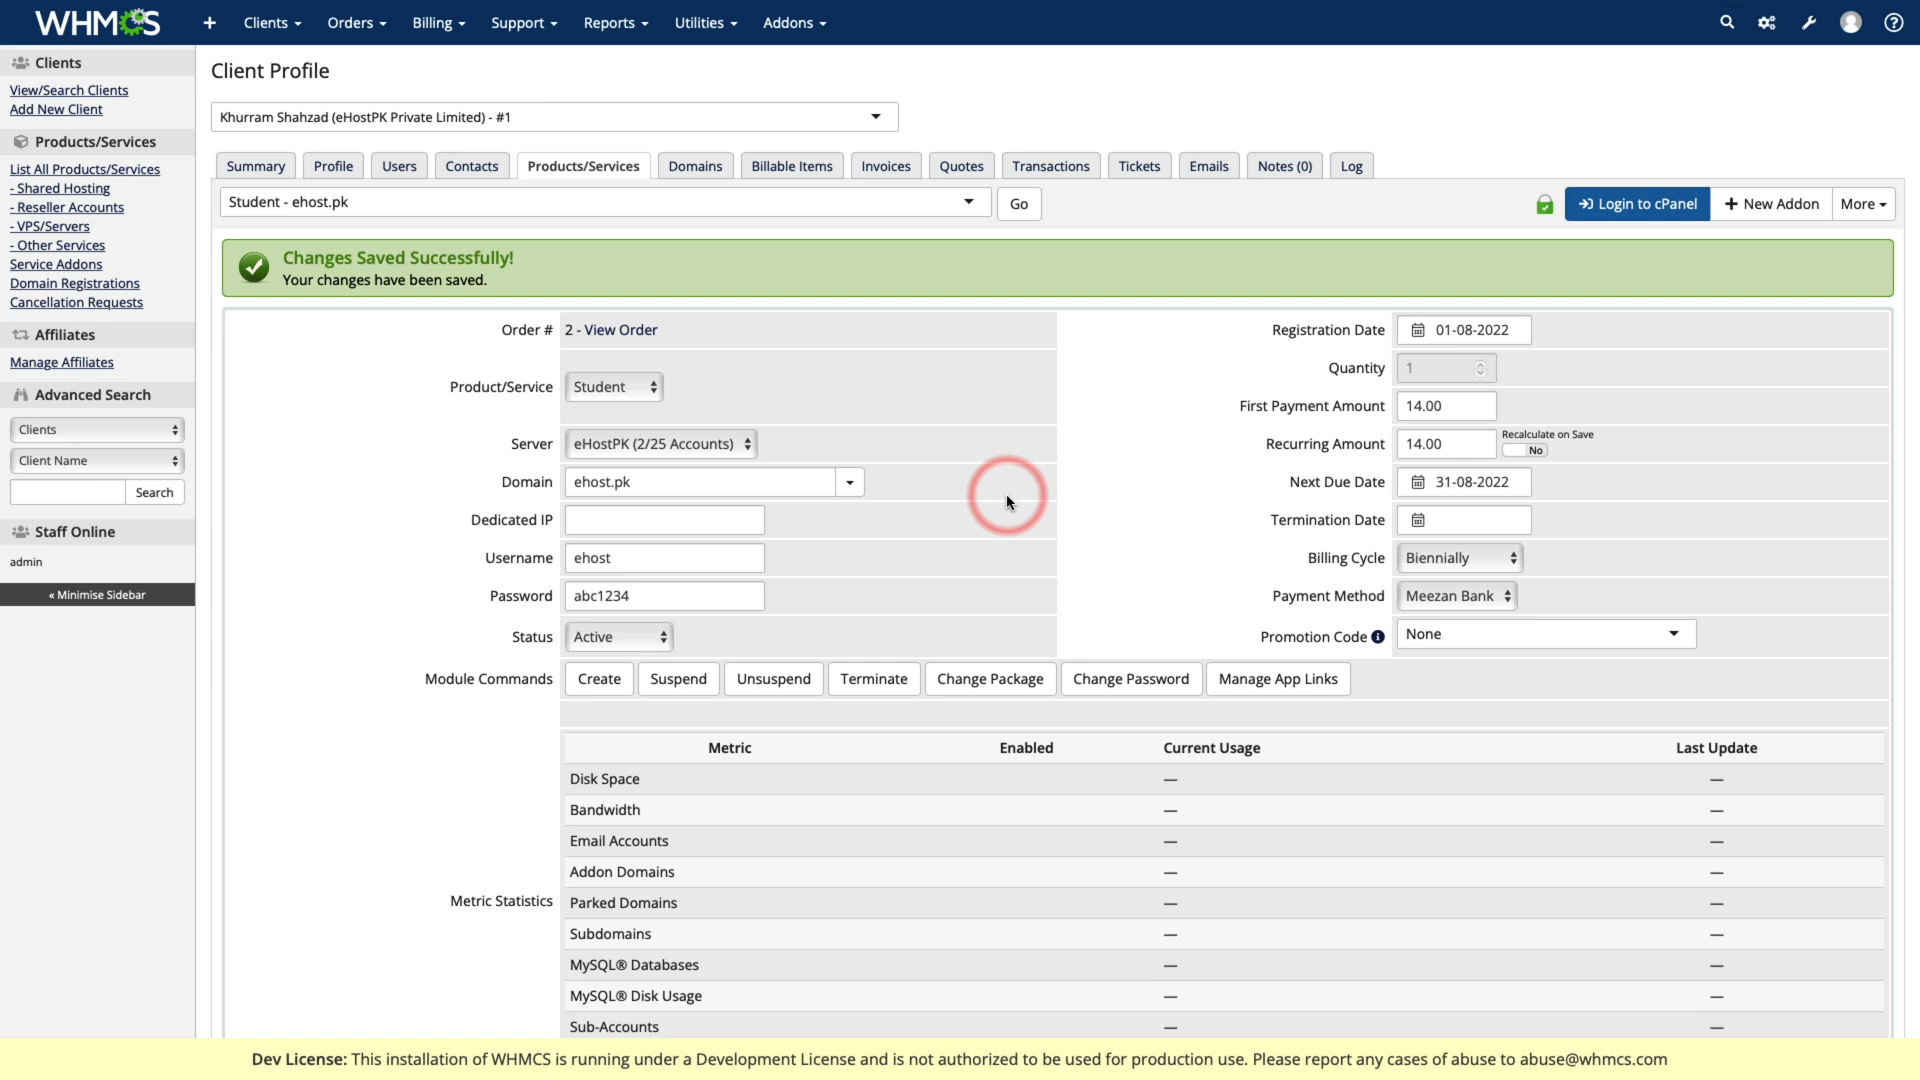 WHMCS
Clients
Orders
Billing
Support
Reports
Utilities
Addons
Clients
View/Search Clients
Add New Client
Products/Services
List All Products/Services
- Shared Hosting
- Reseller Accounts
- VPS/Servers
- Other Services
Service Addons
Domain Registrations
Cancellation Requests
Affiliates
Manage Affiliates
Advanced Search
Clients
Client Name
Search
Staff Online
admin
« Minimise Sidebar
Client Profile
Khurram Shahzad (eHostPK Private Limited) - #1
Summary
Profile
Users
Contacts
Products/Services
Domains
Billable Items
Invoices
Quotes
Transactions
Tickets
Emails
Notes (0)
Log
Student - ehost.pk
Go
Login to cPanel
+ New Addon
More
Changes Saved Successfully!
Your changes have been saved.
Order # 2 - View Order
Registration Date 01-08-2022
Quantity 1
Product/Service Student
First Payment Amount 14.00
Server eHostPK (2/25 Accounts)
Recurring Amount 14.00 Recalculate on Save
No
Domain ehost.pk
Next Due Date 31-08-2022
Dedicated IP
Termination Date
Username ehost
Billing Cycle Biennially
Password abc1234
Payment Method Meezan Bank
Status Active
Promotion Code None
Module Commands Create Suspend Unsuspend Terminate Change Package Change Password Manage App Links
Metric Enabled Current Usage Last Update
Disk Space — —
Bandwidth — —
Email Accounts — —
Addon Domains — —
Metric Statistics
Parked Domains — —
Subdomains — —
MySQL® Databases — —
MySQL® Disk Usage — —
Sub-Accounts — —
Dev License: This installation of WHMCS is running under a Development License and is not authorized to be used for production use. Please report any cases of abuse to abuse@whmcs.com